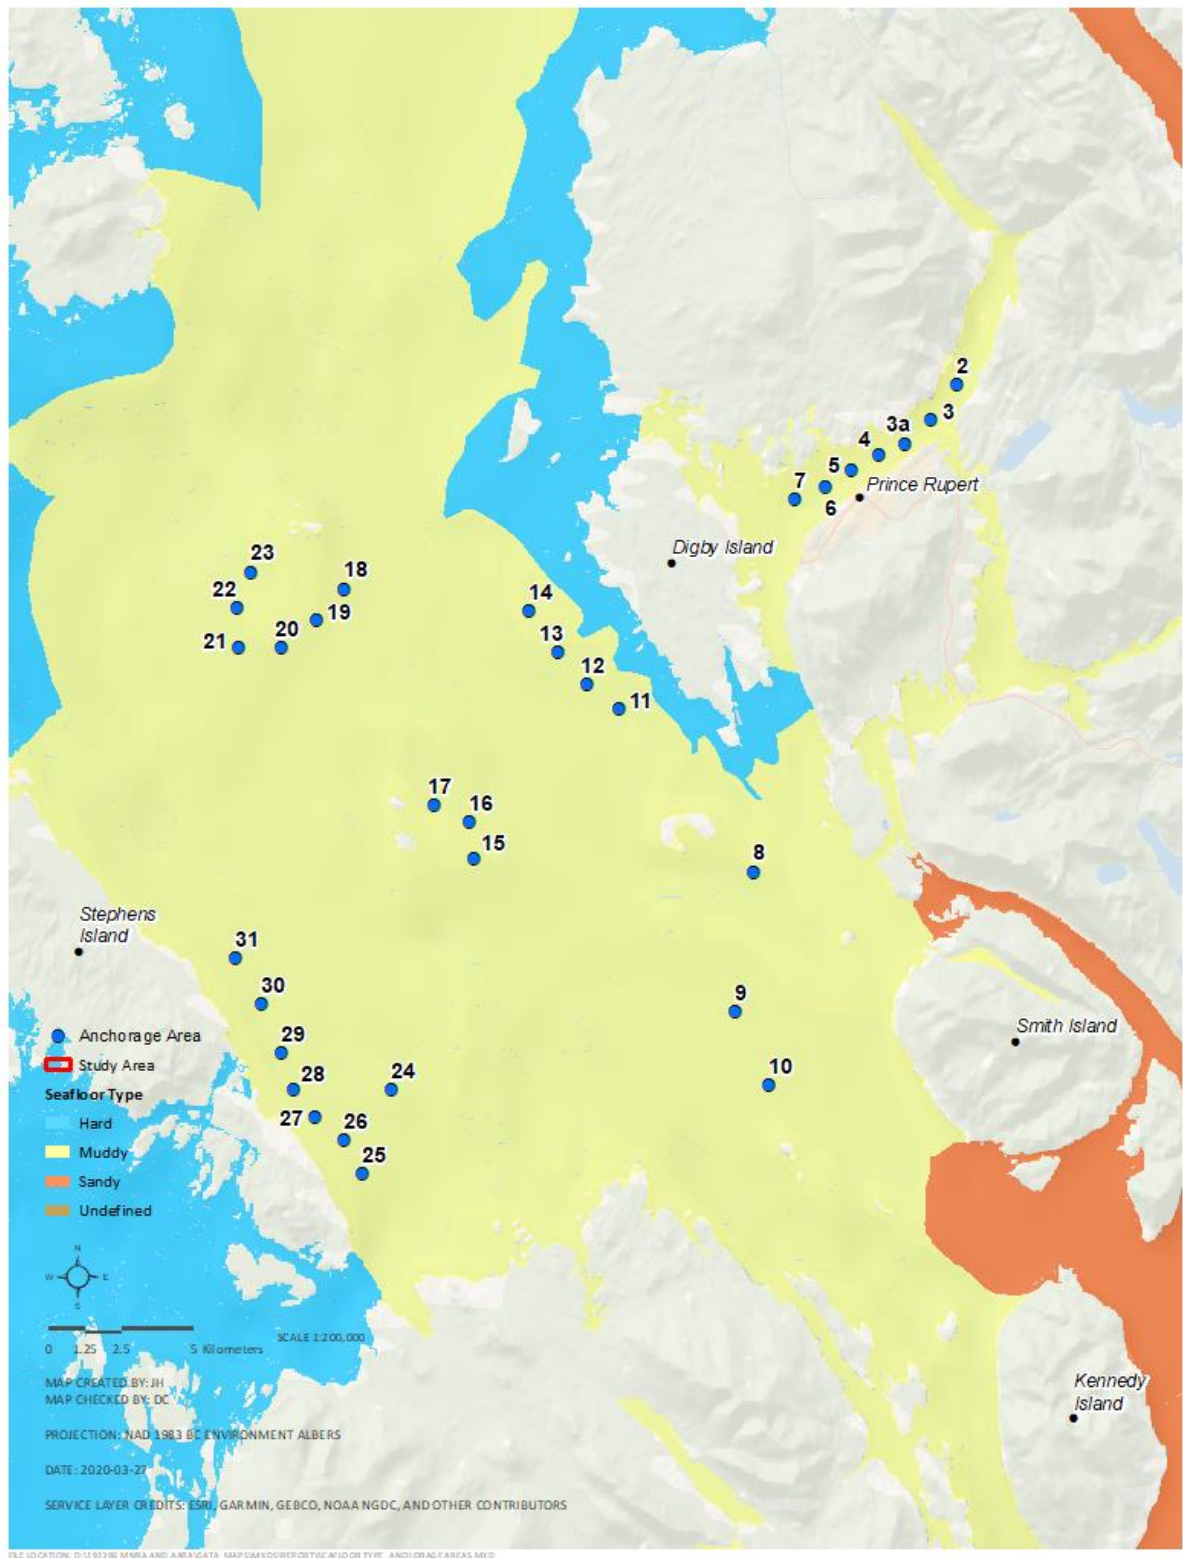 2
3
3a
4
5
Prince Rupert
7
6
Digby Island
23
18
22
14
19
20
21
13
12
11
17
16
15
8
Stephens
Island
31
9
30
Smith Island
Anchorage Area
29
Study Area
10
28
24
Seafloor Type
27
26
Hard
25
Muddy
Sandy
Undefined
N
W
E
S
SCALE 1:200,000
0 1.25 2.5 5 Kilometers
Kennedy
Island
MAP CREATED BY: JH
MAP CHECKED BY: DC
PROJECTION: NAD 1983 BC ENVIRONMENT ALBERS
DATE: 2020-03-27
SERVICE LAYER CREDITS: ESRI, GARMIN, GEBCO, NOAA NGDC, AND OTHER CONTRIBUTORS
FILE LOCATION: